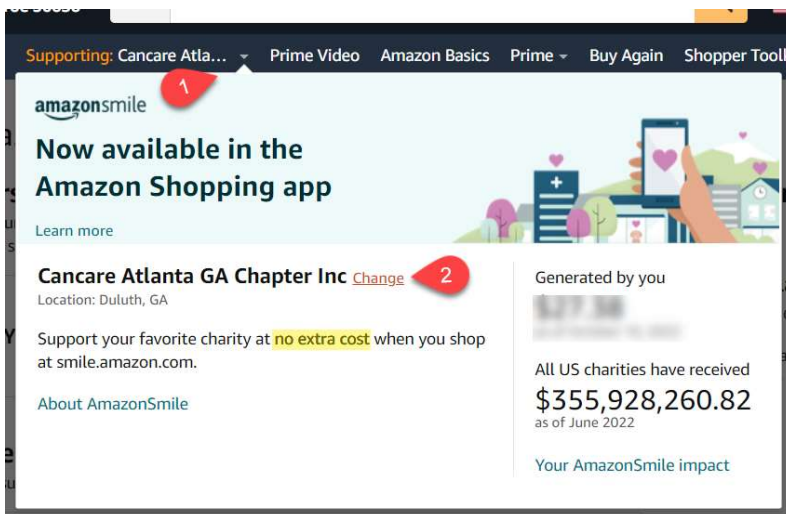 Supporting: Cancare Atla... Prime Video Amazon Basics Prime Buy Again Shopper Tool
1
amazonsmile
Now available in the
Amazon Shopping app
Learn more
Cancare Atlanta GA Chapter Inc Change 2
Location: Duluth, GA
Support your favorite charity at no extra cost when you shop
at smile.amazon.com.
About AmazonSmile
Generated by you
All US charities have received
$355,928,260.82
as of June 2022
Your AmazonSmile impact